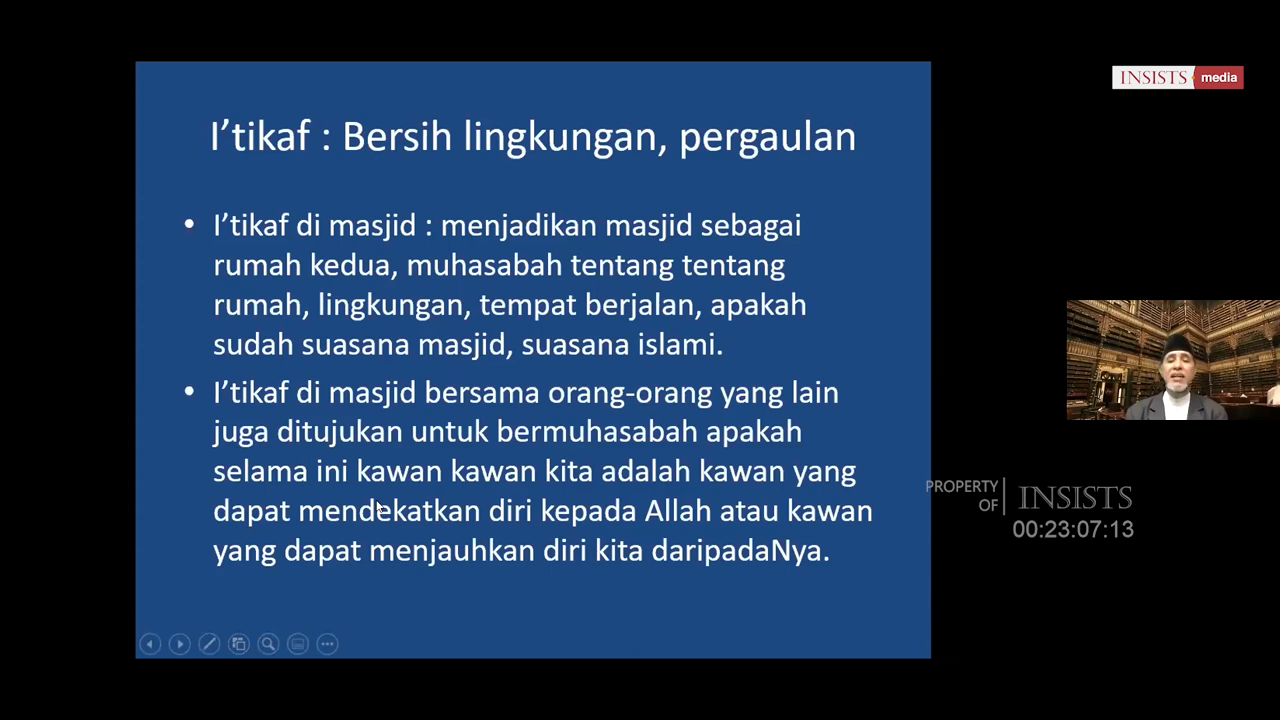 INSISTS media
I’tikaf : Bersih lingkungan, pergaulan
• I’tikaf di masjid : menjadikan masjid sebagai
rumah kedua, muhasabah tentang tentang
rumah, lingkungan, tempat berjalan, apakah
sudah suasana masjid, suasana islami.
• I’tikaf di masjid bersama orang-orang yang lain
juga ditujukan untuk bermuhasabah apakah
selama ini kawan kawan kita adalah kawan yang
dapat mendekatkan diri kepada Allah atau kawan
yang dapat menjauhkan diri kita daripadaNya.
PROPERTY
OF
INSISTS
00:23:07:13